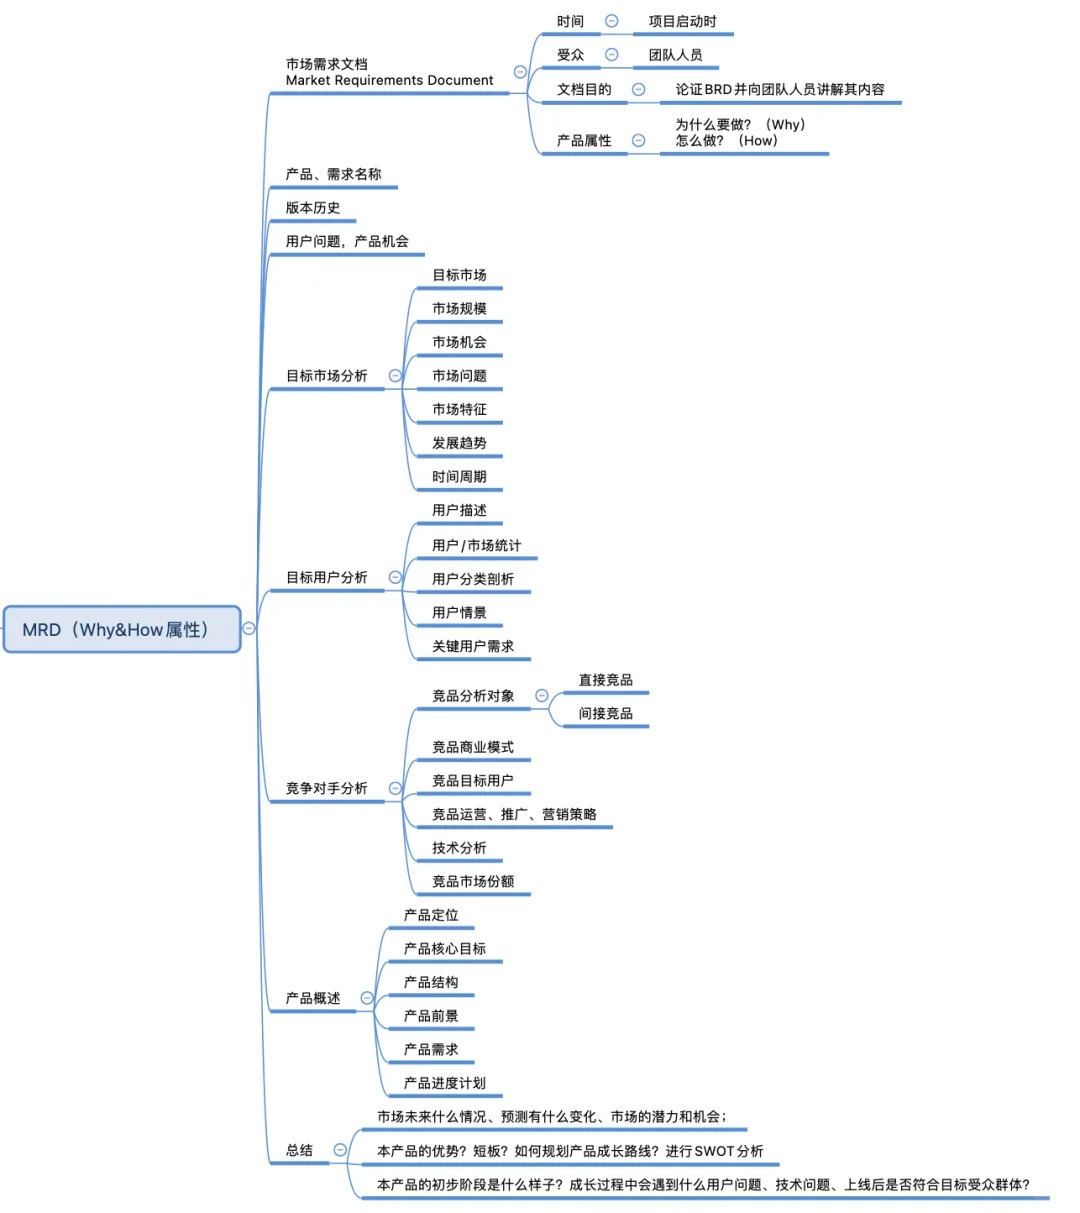 MRD（Why&How属性）
市场需求文档
Market Requirements Document
时间
项目启动时
受众
团队人员
文档目的
论证BRD并向团队人员讲解其内容
产品属性
为什么要做？（Why）
怎么做？（How）
产品、需求名称
版本历史
用户问题，产品机会
目标市场分析
目标市场
市场规模
市场机会
市场问题
市场特征
发展趋势
时间周期
目标用户分析
用户描述
用户/市场统计
用户分类剖析
用户情景
关键用户需求
竞争对手分析
竞品分析对象
直接竞品
间接竞品
竞品商业模式
竞品目标用户
竞品运营、推广、营销策略
技术分析
竞品市场份额
产品概述
产品定位
产品核心目标
产品结构
产品前景
产品需求
产品进度计划
总结
市场未来什么情况、预测有什么变化、市场的潜力和机会；
本产品的优势？短板？如何规划产品成长路线？进行SWOT分析
本产品的初步阶段是什么样子？成长过程中会遇到什么用户问题、技术问题、上线后是否符合目标受众群体？